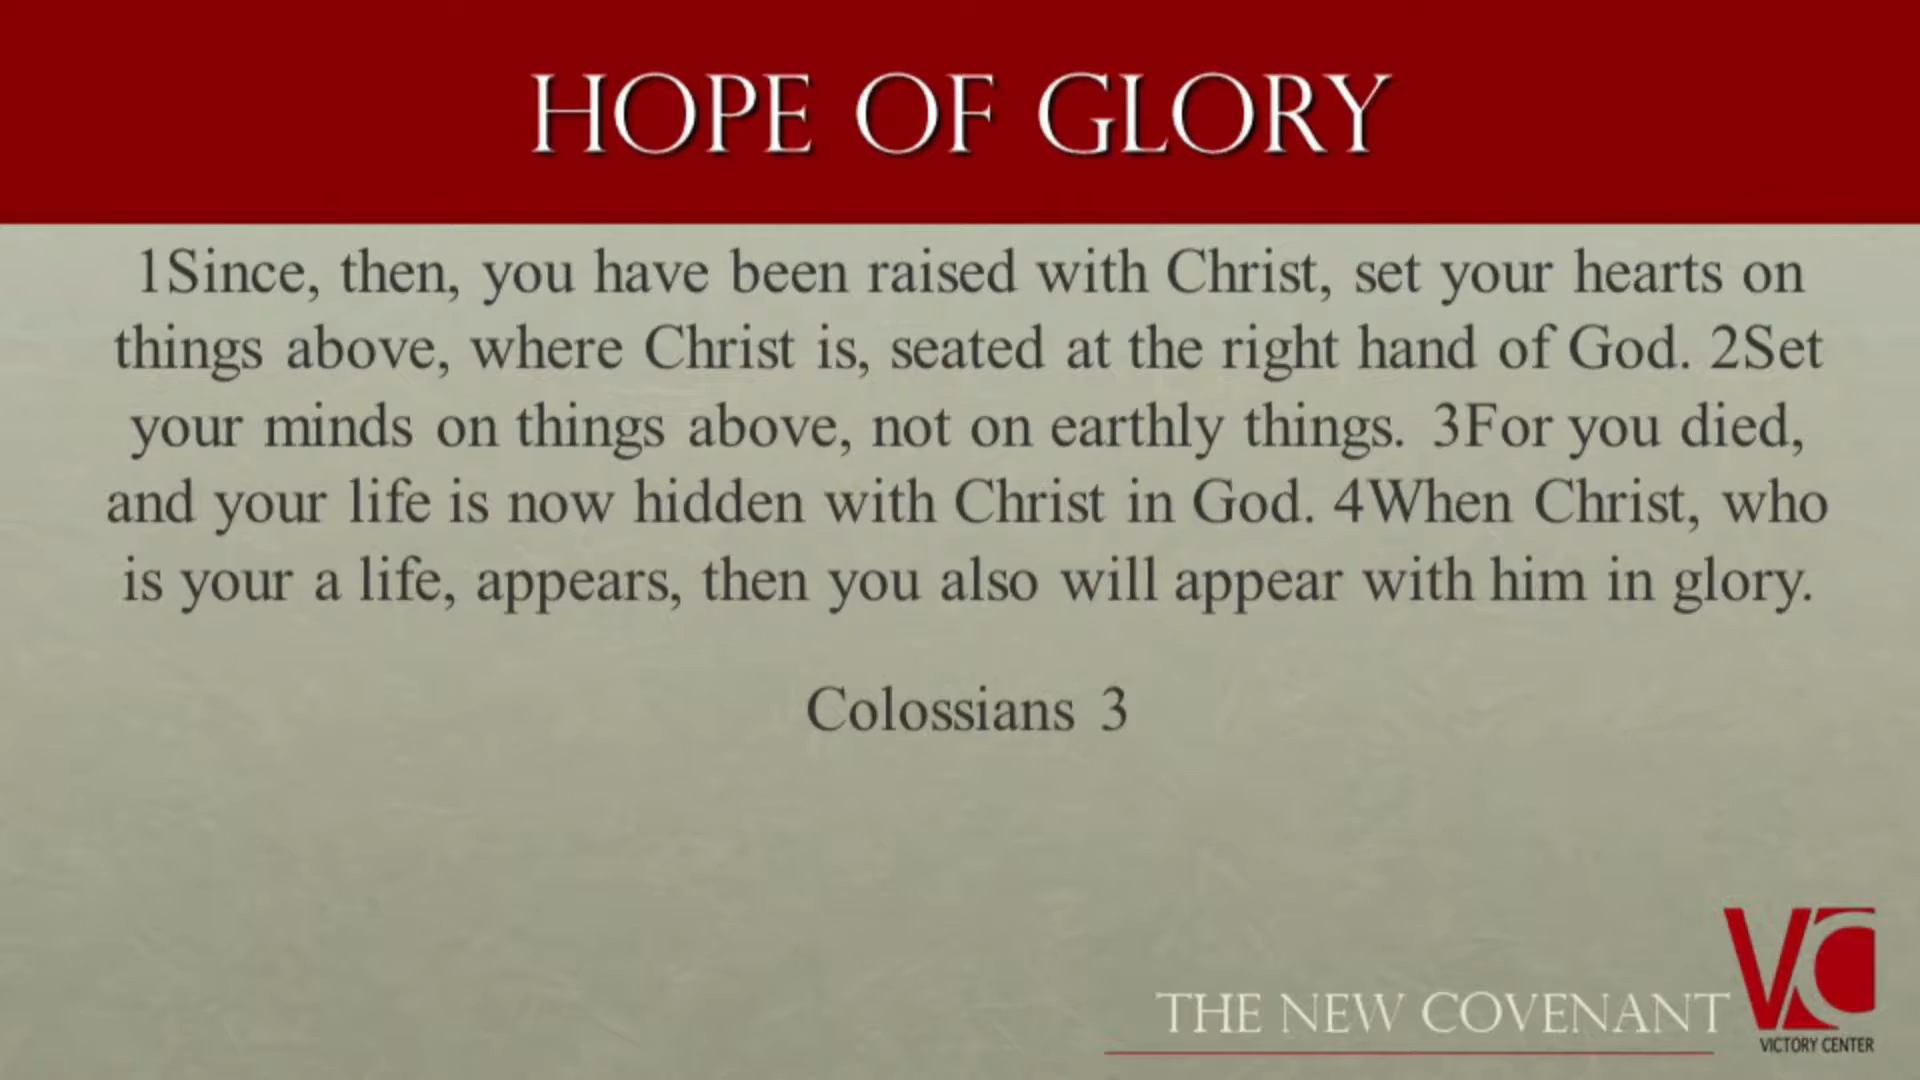 HOPE OF GLORY
1Since, then, you have been raised with Christ, set your hearts on
things above, where Christ is, seated at the right hand of God. 2Set
your minds on things above, not on earthly things. 3For you died,
and your life is now hidden with Christ in God. 4When Christ, who
is your a life, appears, then you also will appear with him in glory.
Colossians 3
THE NEW COVENANT
VC
VICTORY CENTER